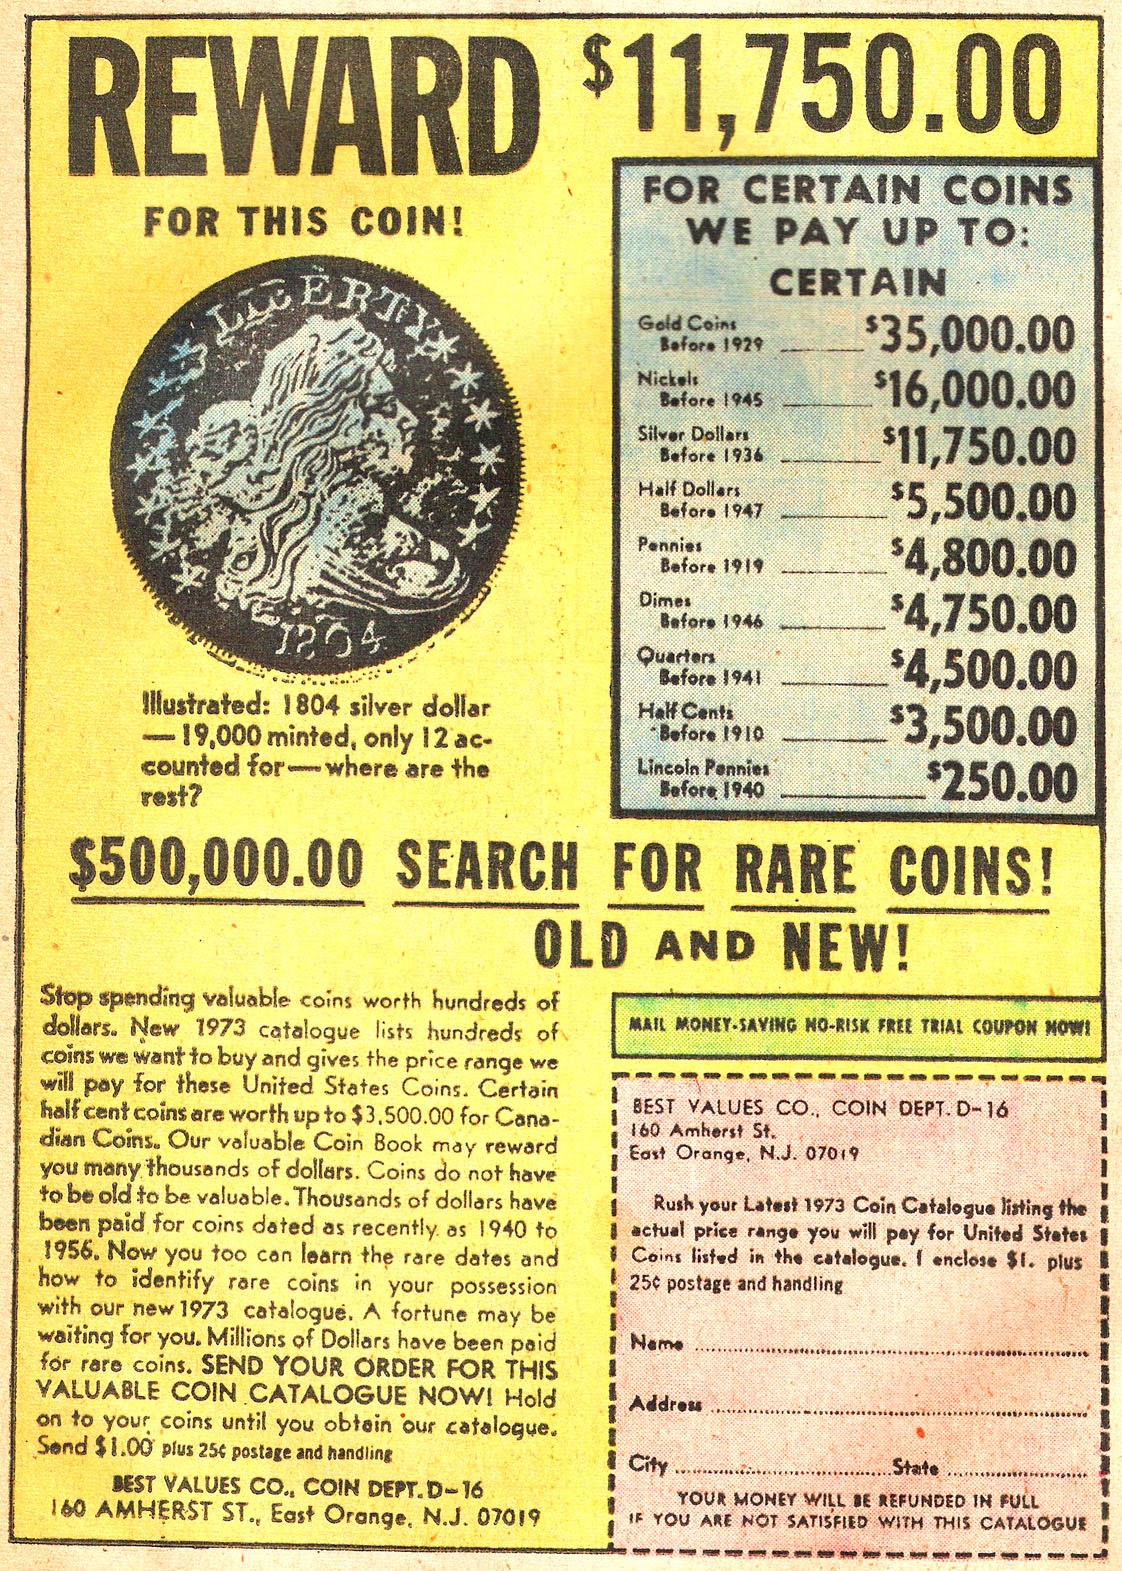 REWARD $11,750.00
FOR THIS COIN!
LIBERTY
1804
Illustrated: 1804 silver dollar
—19,000 minted, only 12 ac-
counted for—where are the
rest?
FOR CERTAIN COINS
WE PAY UP TO:
CERTAIN
Gold Coins
Before 1929 $35,000.00
Nickels
Before 1945 $16,000.00
Silver Dollars
Before 1936 $11,750.00
Half Dollars
Before 1947 $5,500.00
Pennies
Before 1919 $4,800.00
Dimes
Before 1946 $4,750.00
Quarters
Before 1941 $4,500.00
Half Cents
Before 1910 $3,500.00
Lincoln Pennies
Before 1940 $250.00
$500,000.00 SEARCH FOR RARE COINS!
OLD AND NEW!
Stop spending valuable coins worth hundreds of
dollars. New 1973 catalogue lists hundreds of
coins we want to buy and gives the price range we
will pay for these United States Coins. Certain
half cent coins are worth up to $3,500.00 for Cana-
dian Coins. Our valuable Coin Book may reward
you many thousands of dollars. Coins do not have
to be old to be valuable. Thousands of dollars have
been paid for coins dated as recently as 1940 to
1956. Now you too can learn the rare dates and
how to identify rare coins in your possession
with our new 1973 catalogue. A fortune may be
waiting for you. Millions of Dollars have been paid
for rare coins. SEND YOUR ORDER FOR THIS
VALUABLE COIN CATALOGUE NOW! Hold
on to your coins until you obtain our catalogue.
Send $1.00 plus 25¢ postage and handling
BEST VALUES CO., COIN DEPT. D-16
160 AMHERST ST., East Orange, N.J. 07019
MAIL MONEY-SAVING NO-RISK FREE TRIAL COUPON NOW!
BEST VALUES CO., COIN DEPT. D-16
160 Amherst St.
East Orange, N.J. 07019
Rush your Latest 1973 Coin Catalogue listing the
actual price range you will pay for United States
Coins listed in the catalogue. I enclose $1. plus
25¢ postage and handling
Name
Address
City State
YOUR MONEY WILL BE REFUNDED IN FULL
IF YOU ARE NOT SATISFIED WITH THIS CATALOGUE